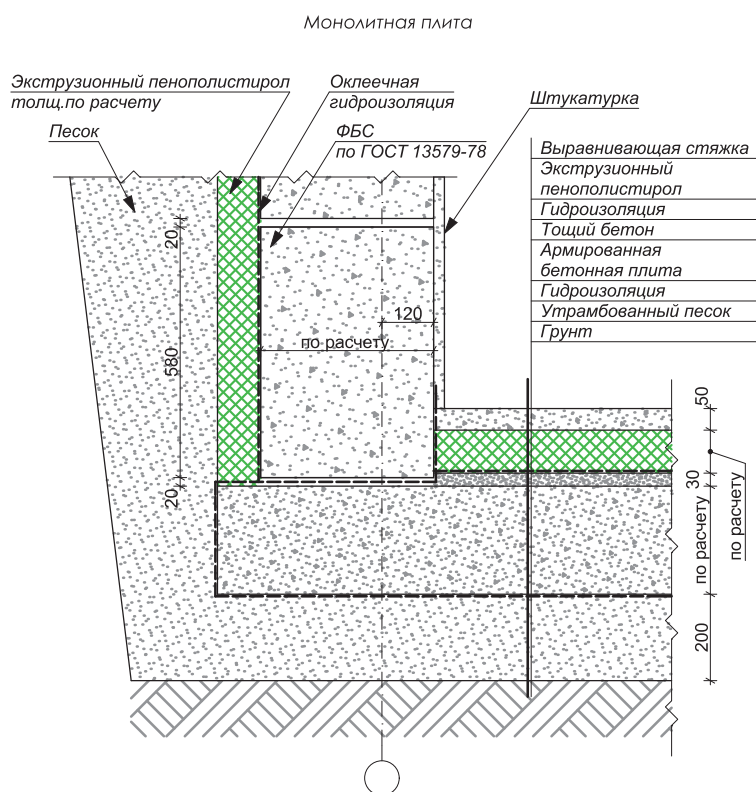 Монолитная плита
Экструзионный пенополистирол
толщ.по расчету
Оклеечная
гидроизоляция
Штукатурка
Песок
ФБС
по ГОСТ 13579-78
Выравнивающая стяжка
Экструзионный
пенополистирол
Гидроизоляция
Тощий бетон
Армированная
бетонная плита
Гидроизоляция
Утрамбованный песок
Грунт
20
580
20
120
по расчету
50
30
по расчету
по расчету
200